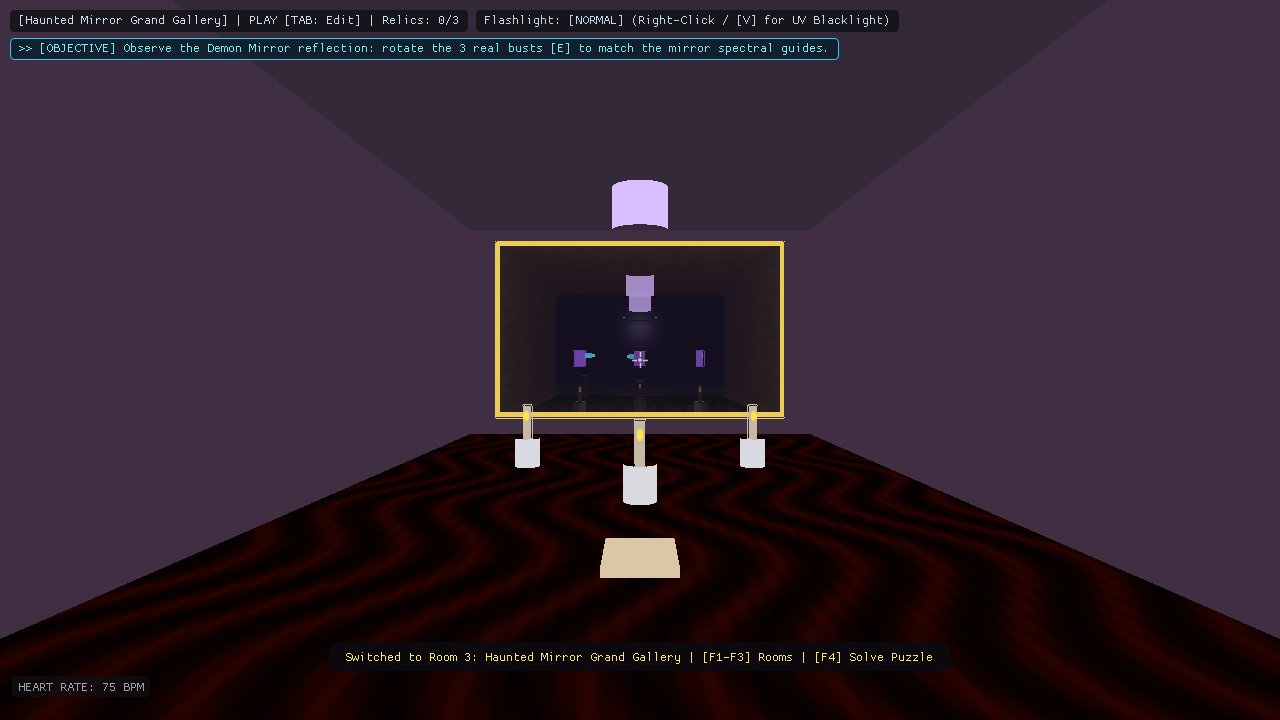 [Haunted Mirror Grand Gallery] | PLAY [TAB: Edit] | Relics: 0/3
Flashlight: [NORMAL] (Right-Click / [V] for UV Blacklight)
>> [OBJECTIVE] Observe the Demon Mirror reflection: rotate the 3 real busts [E] to match the mirror spectral guides.
Switched to Room 3: Haunted Mirror Grand Gallery | [F1-F3] Rooms | [F4] Solve Puzzle
HEART RATE: 75 BPM